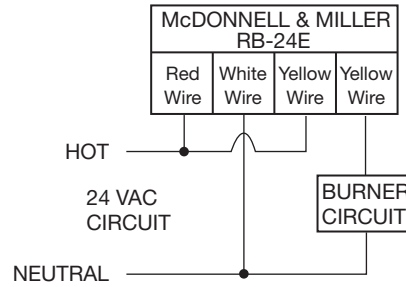 McDONNELL & MILLER
RB-24E
Red Wire
White Wire
Yellow Wire
Yellow Wire
HOT
24 VAC
CIRCUIT
BURNER
CIRCUIT
NEUTRAL